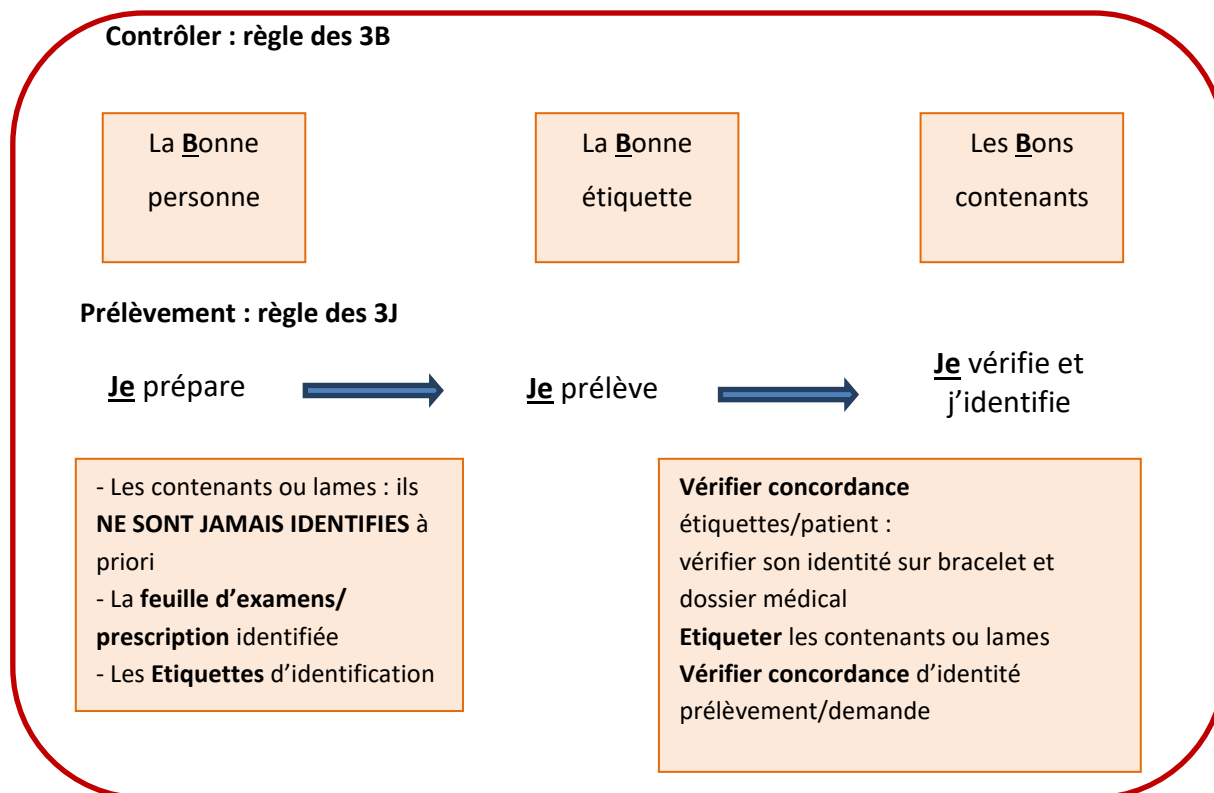 Contrôler : règle des 3B
La Bonne
personne
La Bonne
étiquette
Les Bons
contenants
Prélèvement : règle des 3J
Je prépare
Je prélève
Je vérifie et
j’identifie
- Les contenants ou lames : ils
NE SONT JAMAIS IDENTIFIES à
priori
- La feuille d’examens/
prescription identifiée
- Les Etiquettes d’identification
Vérifier concordance
étiquettes/patient :
vérifier son identité sur bracelet et
dossier médical
Etiqueter les contenants ou lames
Vérifier concordance d’identité
prélèvement/demande